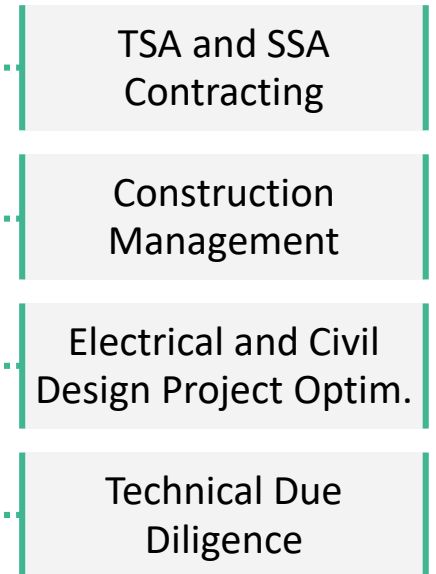 TSA and SSA
Contracting
Construction
Management
Electrical and Civil
Design Project Optim.
Technical Due
Diligence